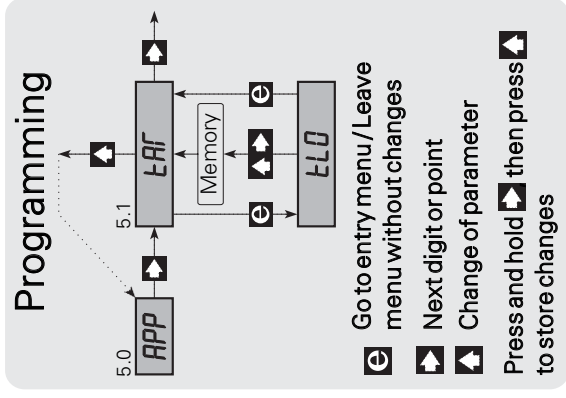 Programming
5.0
APP
5.1
tAr
e
Memory
e
tLO
e Go to entry menu / Leave
menu without changes
Next digit or point
Change of parameter
Press and hold , then press
to store changes